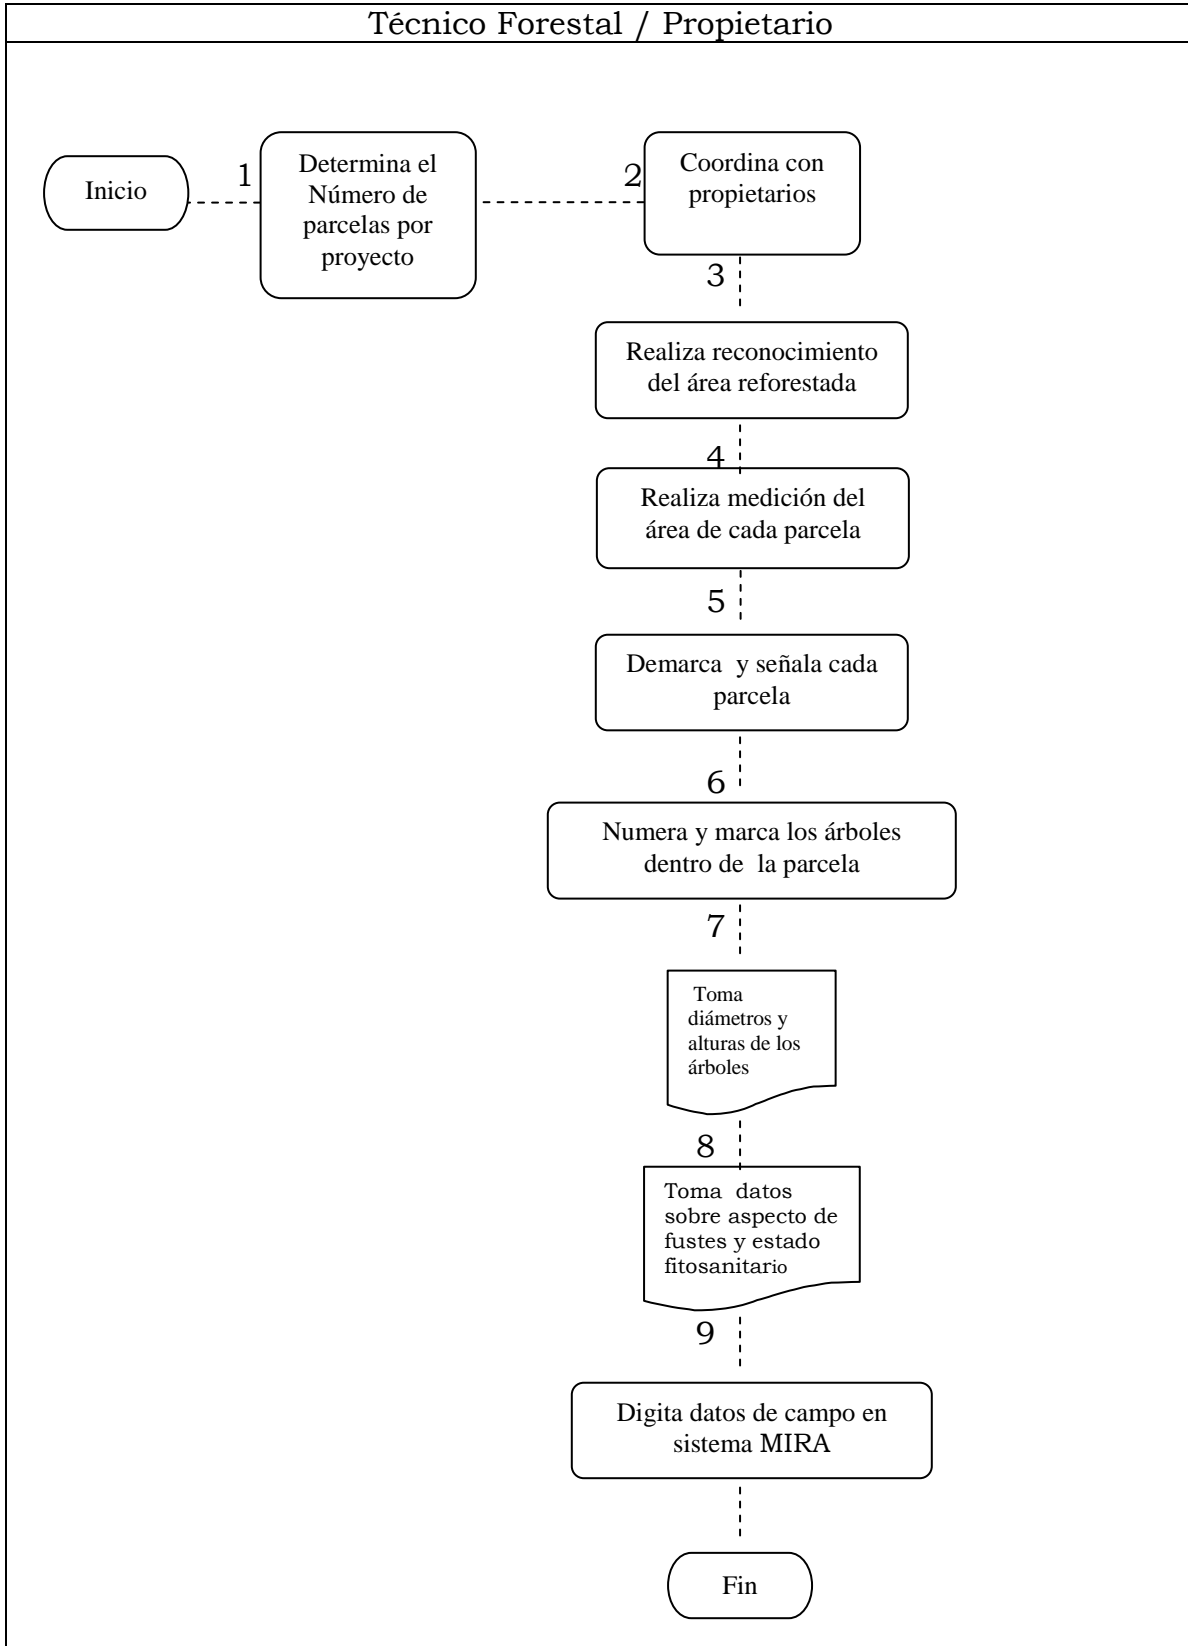 Técnico Forestal / Propietario
Inicio
1
Determina el
Número de
parcelas por
proyecto
2
Coordina con
propietarios
3
Realiza reconocimiento
del área reforestada
4
Realiza medición del
área de cada parcela
5
Demarca  y señala cada
parcela
6
Numera y marca los árboles
dentro de  la parcela
7
Toma
diámetros y
alturas de los
árboles
8
Toma  datos
sobre aspecto de
fustes y estado
fitosanitario
9
Digita datos de campo en
sistema MIRA
Fin